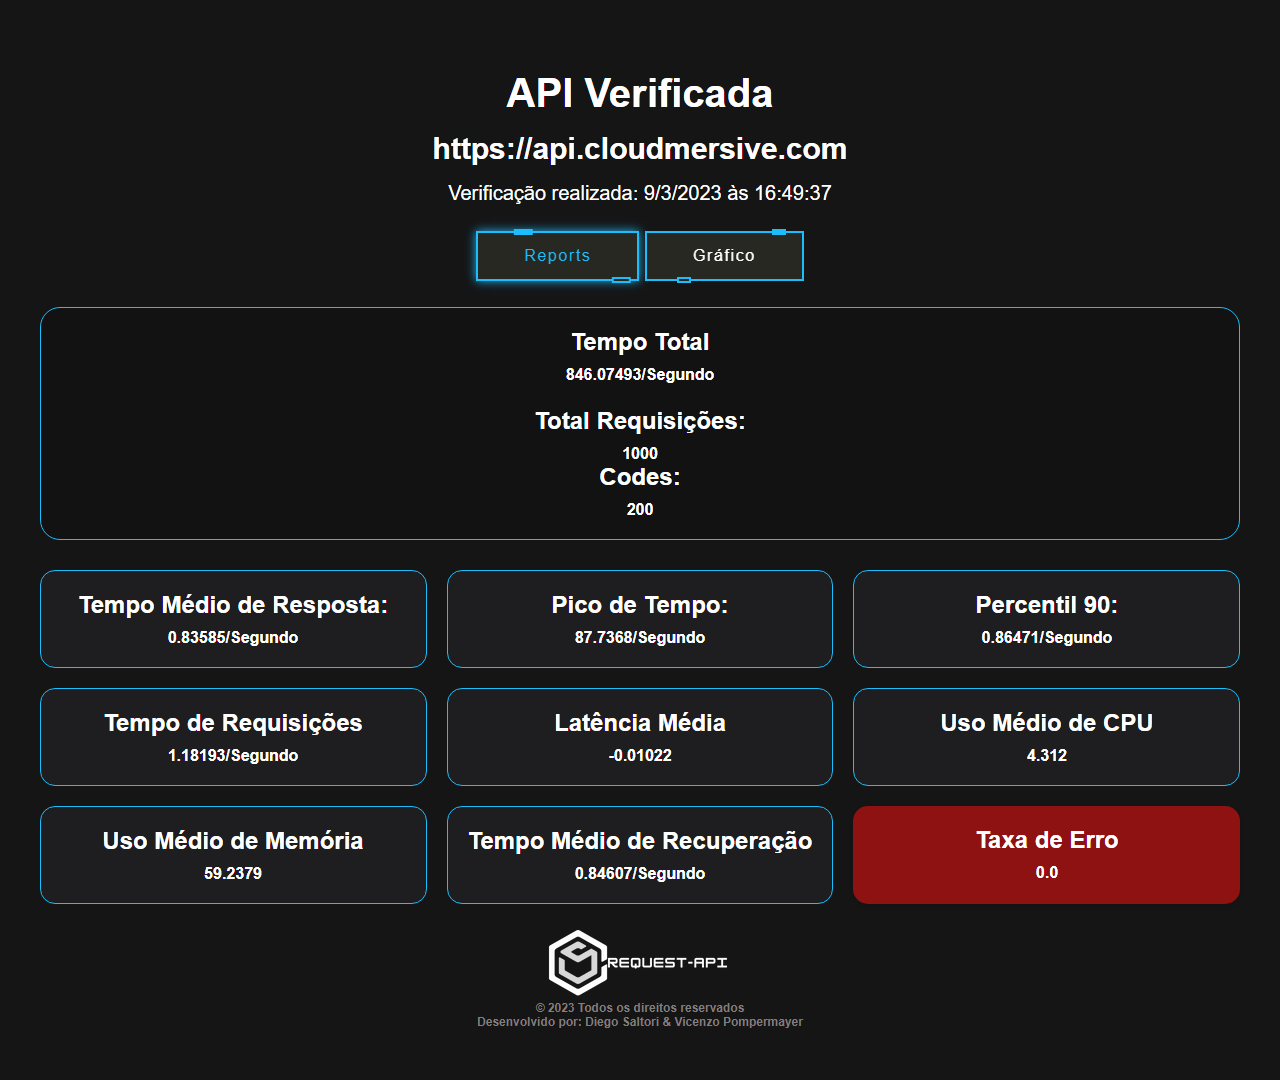 API Verificada
https://api.cloudmersive.com
Verificação realizada: 9/3/2023 às 16:49:37
Reports
Gráfico
Tempo Total
846.07493/Segundo
Total Requisições:
1000
Codes:
200
Tempo Médio de Resposta:
0.83585/Segundo
Pico de Tempo:
87.7368/Segundo
Percentil 90:
0.86471/Segundo
Tempo de Requisições
1.18193/Segundo
Latência Média
-0.01022
Uso Médio de CPU
4.312
Uso Médio de Memória
59.2379
Tempo Médio de Recuperação
0.84607/Segundo
Taxa de Erro
0.0
REQUEST-API
© 2023 Todos os direitos reservados
Desenvolvido por: Diego Saltori & Vicenzo Pompermayer